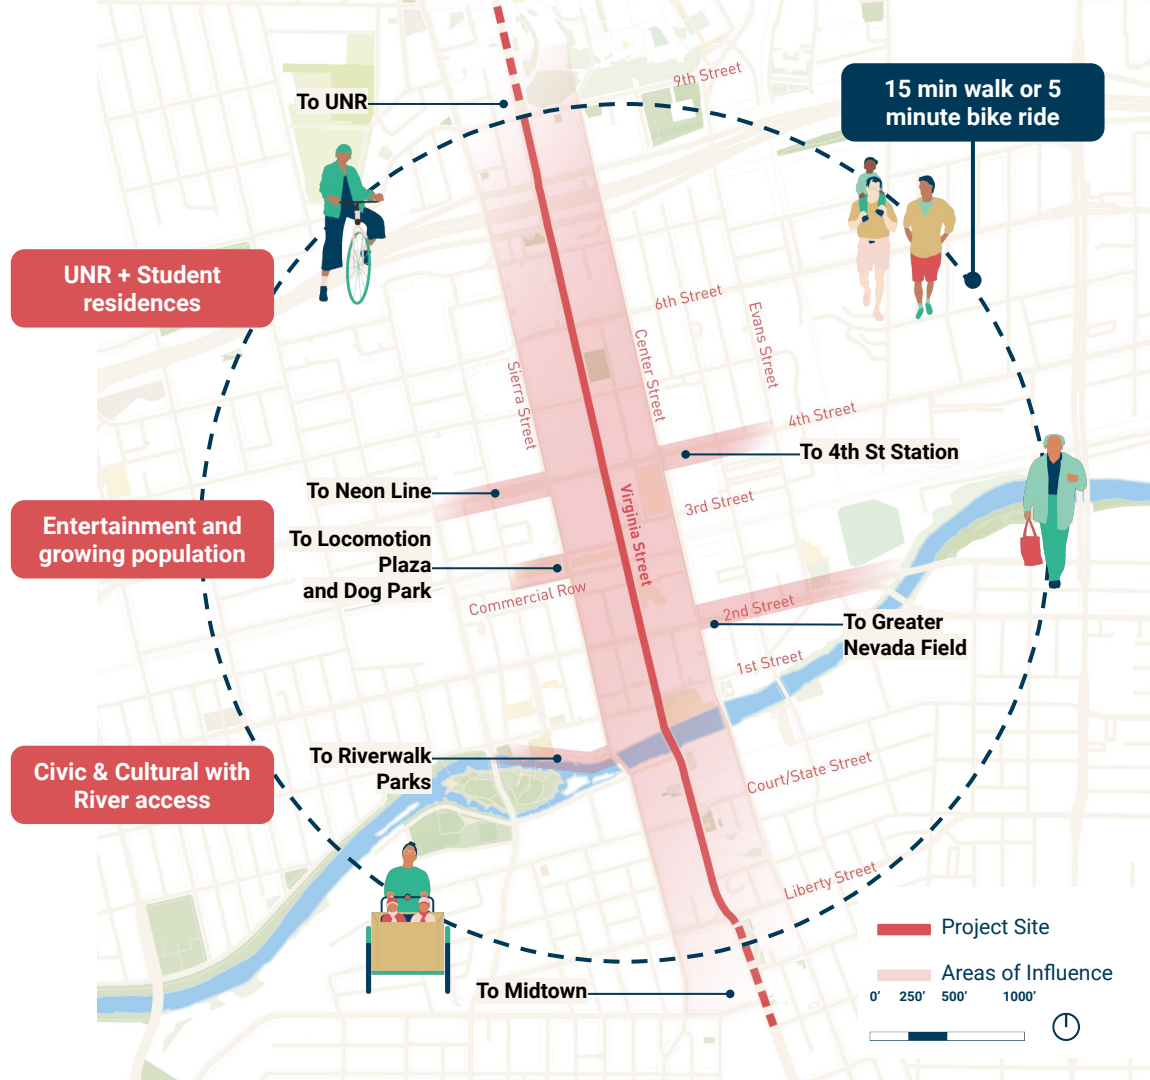 9th Street
15 min walk or 5
minute bike ride
To UNR
UNR + Student
residences
6th Street
Evans Street
Center Street
Sierra Street
4th Street
To 4th St Station
To Neon Line
Virginia Street
3rd Street
Entertainment and
growing population
To Locomotion
Plaza
and Dog Park
Commercial Row
2nd Street
To Greater
Nevada Field
1st Street
Civic & Cultural with
River access
To Riverwalk
Parks
Court/State Street
Liberty Street
Project Site
Areas of Influence
To Midtown
0' 250' 500' 1000'